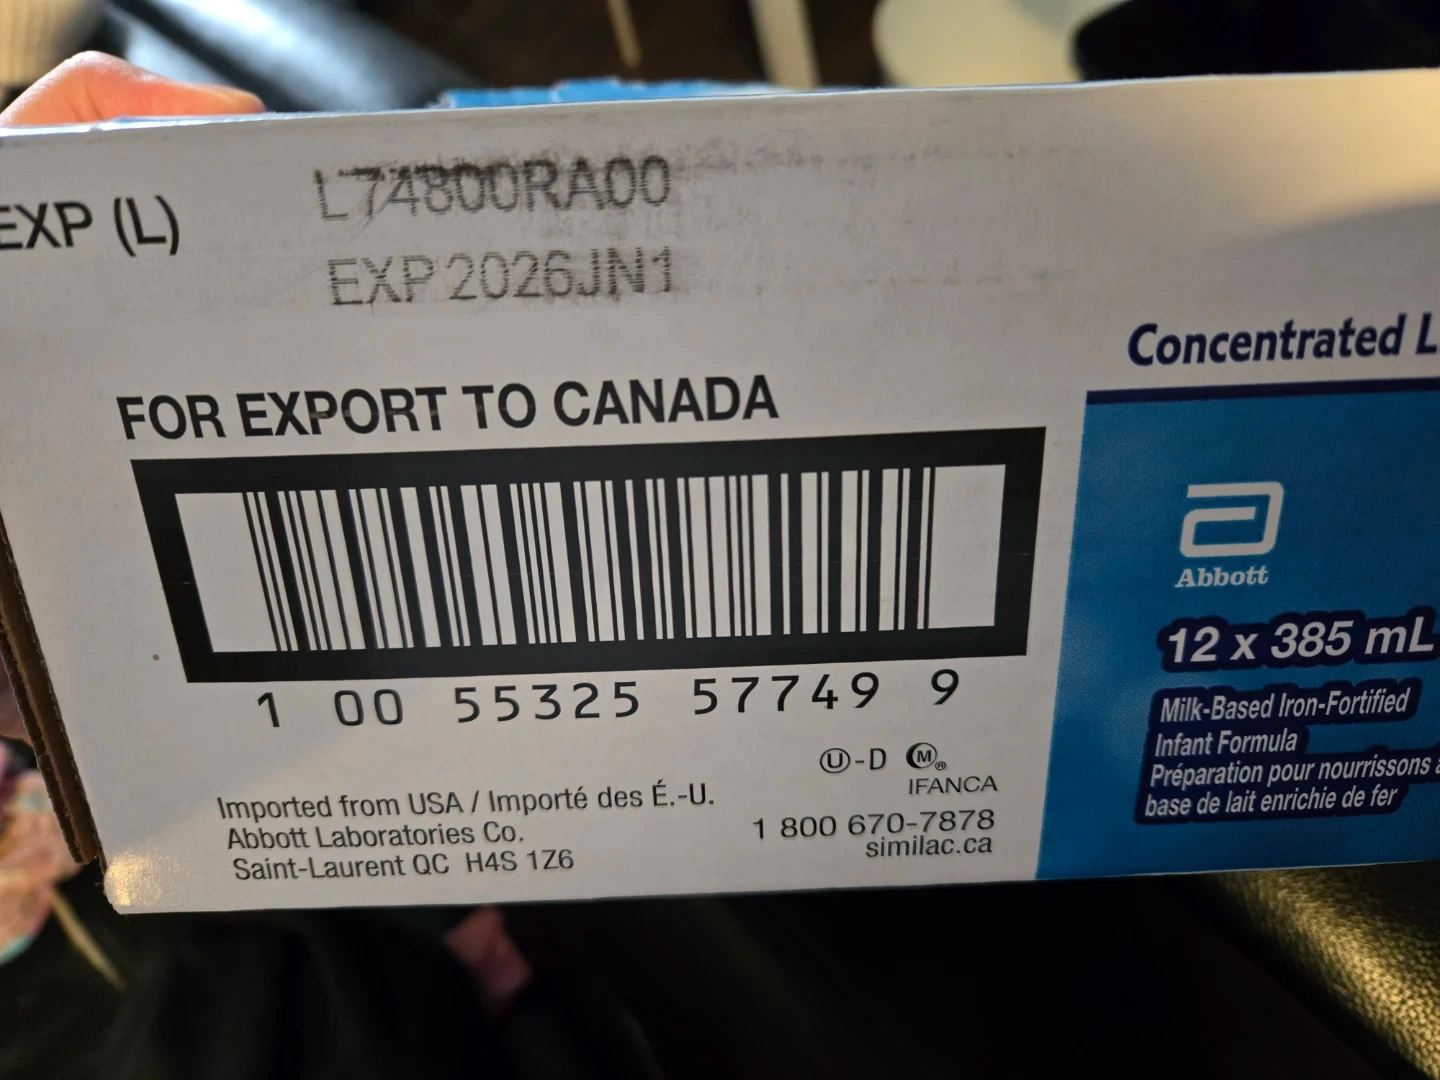 EXP (L)
L74800RA00
EXP 2026JN1
FOR EXPORT TO CANADA
1 00 55325 57749 9
U-D M®
IFANCA
Imported from USA / Importé des É.-U.
Abbott Laboratories Co.
Saint-Laurent QC H4S 1Z6
1 800 670-7878
similac.ca
Concentrated
Abbott
12 x 385 mL
Milk-Based Iron-Fortified
Infant Formula
Préparation pour nourrissons à
base de lait enrichie de fer